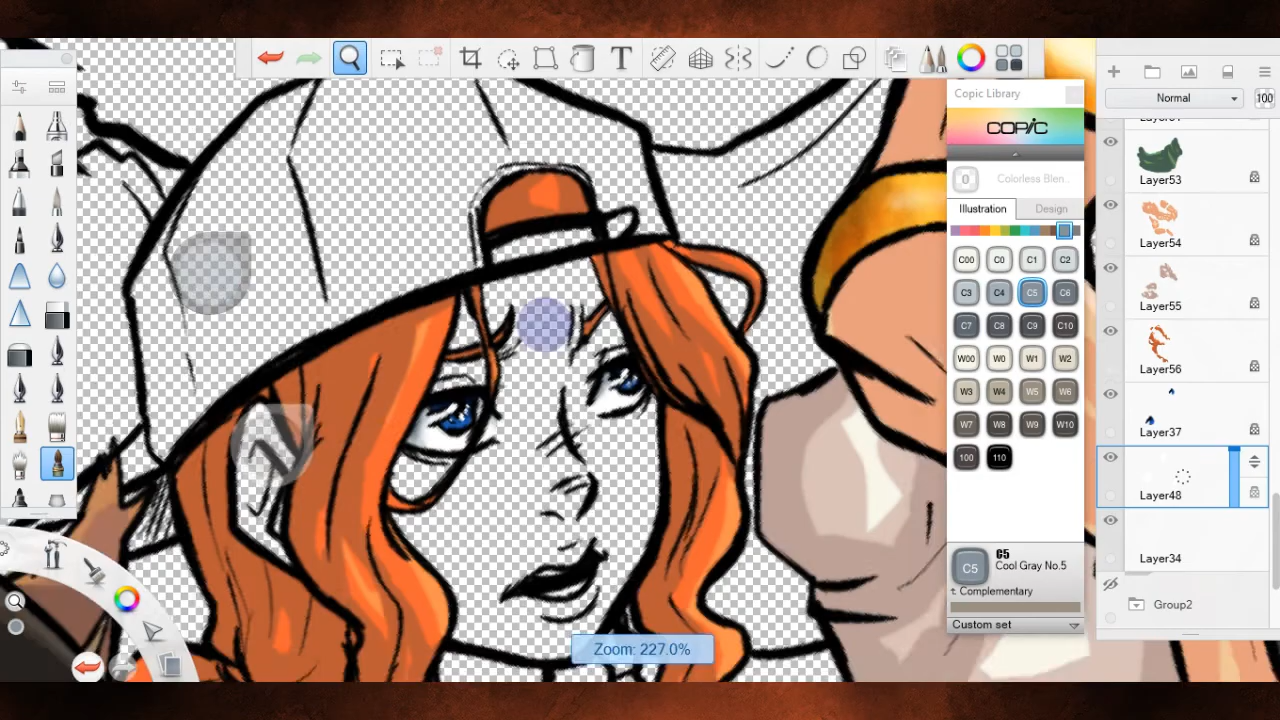 T
Copic Library
COPIC
0 Colorless Blen..
Illustration Design
C00 C0 C1 C2
C3 C4 C5 C6
C7 C8 C9 C10
W00 W0 W1 W2
W3 W4 W5 W6
W7 W8 W9 W10
100 110
C5 C5
Cool Gray No.5
Complementary
Custom set
Normal 100
Layer53
Layer54
Layer55
Layer56
Layer37
Layer48
Layer34
Group2
Zoom: 227.0%